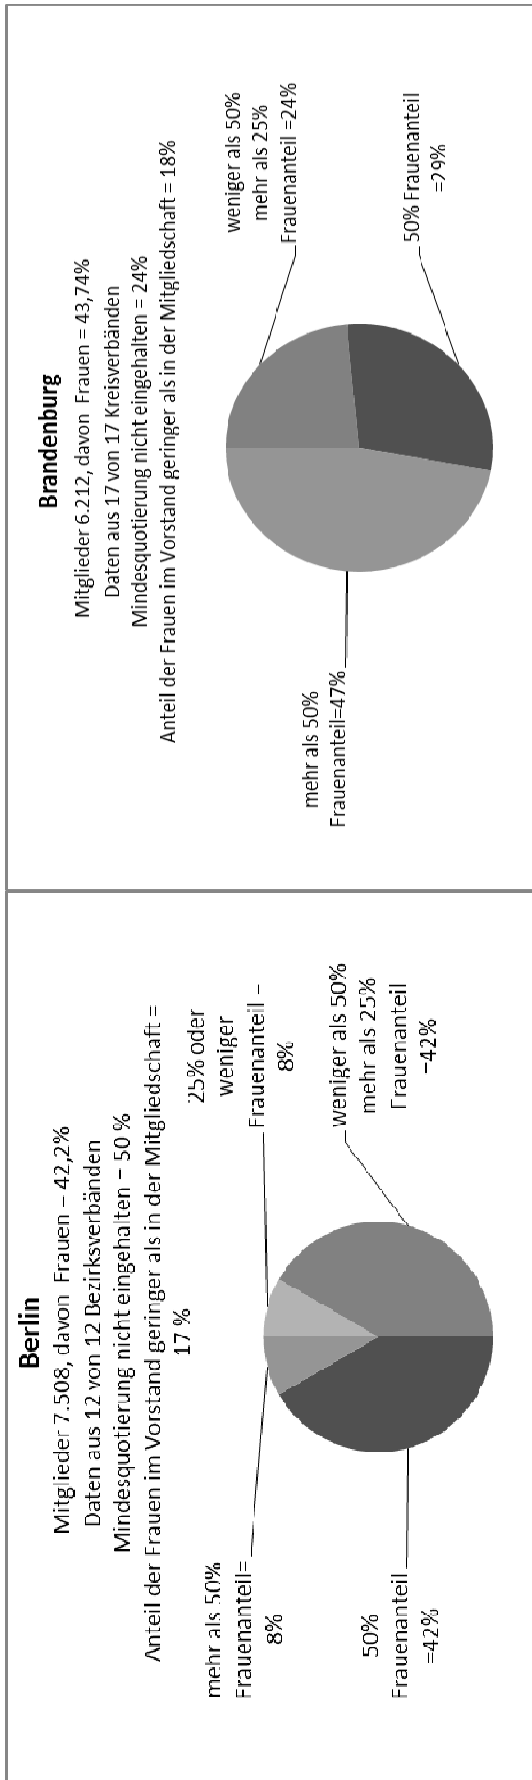 Berlin
Mitglieder 7.508, davon Frauen – 42,2%
Daten aus 12 von 12 Bezirksverbänden
Mindesquotierung nicht eingehalten – 50 %
Anteil der Frauen im Vorstand geringer als in der Mitgliedschaft =
17 %
mehr als 50%
Frauenanteil=
8%
25% oder
weniger
Frauenanteil –
8%
weniger als 50%
mehr als 25%
Frauenanteil
–42%
50%
Frauenanteil
=42%
Brandenburg
Mitglieder 6.212, davon Frauen = 43,74%
Daten aus 17 von 17 Kreisverbänden
Mindesquotierung nicht eingehalten = 24%
Anteil der Frauen im Vorstand geringer als in der Mitgliedschaft = 18%
weniger als 50%
mehr als 25%
Frauenanteil =24%
mehr als 50%
Frauenanteil=47%
50% Frauenanteil
=29%